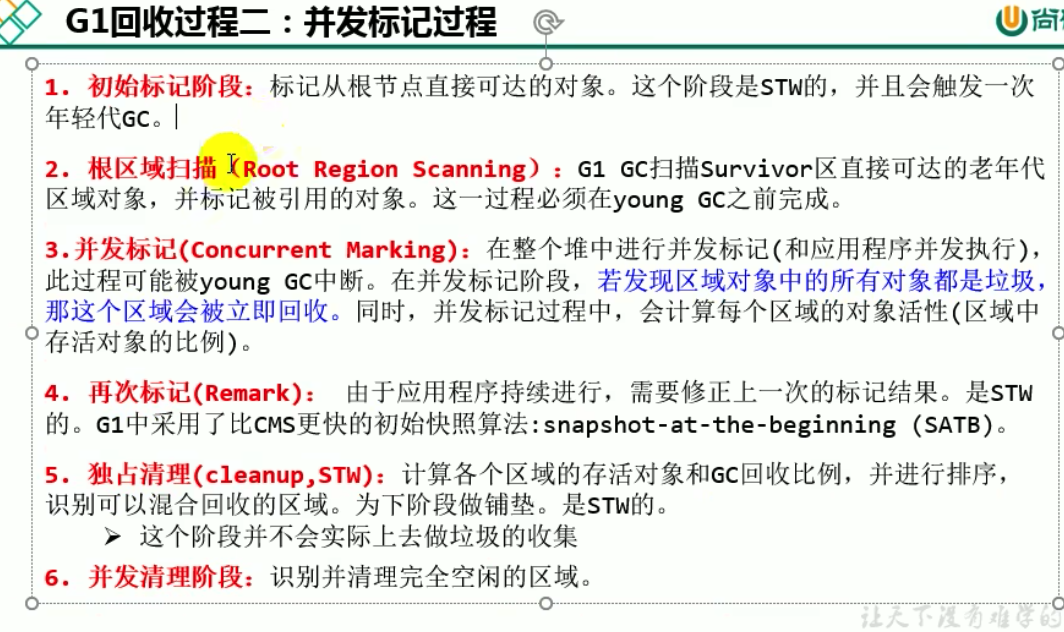 G1回收过程二：并发标记过程
尚硅
1. 初始标记阶段：标记从根节点直接可达的对象。这个阶段是STW的，并且会触发一次
年轻代GC。
2. 根区域扫描（Root Region Scanning）：G1 GC扫描Survivor区直接可达的老年代
区域对象，并标记被引用的对象。这一过程必须在young GC之前完成。
3.并发标记(Concurrent Marking)：在整个堆中进行并发标记(和应用程序并发执行)，
此过程可能被young GC中断。在并发标记阶段，若发现区域对象中的所有对象都是垃圾，
那这个区域会被立即回收。同时，并发标记过程中，会计算每个区域的对象活性(区域中
存活对象的比例)。
4. 再次标记(Remark)： 由于应用程序持续进行，需要修正上一次的标记结果。是STW
的。G1中采用了比CMS更快的初始快照算法:snapshot-at-the-beginning (SATB)。
5. 独占清理(cleanup,STW)：计算各个区域的存活对象和GC回收比例，并进行排序，
识别可以混合回收的区域。为下阶段做铺垫。是STW的。
➢ 这个阶段并不会实际上去做垃圾的收集
6. 并发清理阶段：识别并清理完全空闲的区域。
让天下没有难学的